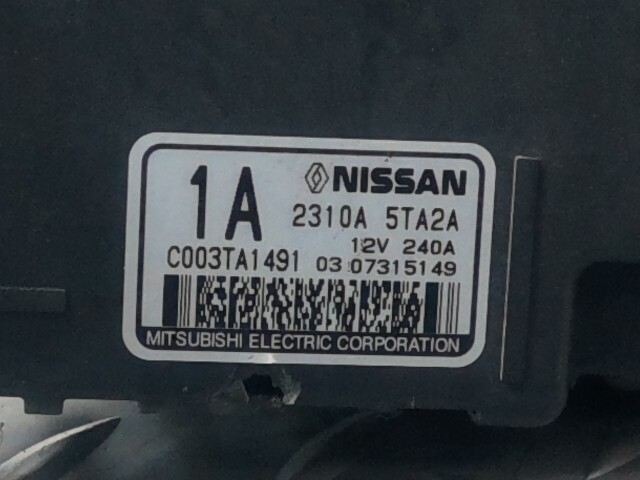 1A
NISSAN
2310A 5TA2A
12V 240A
C003TA1491 03 07315149
MITSUBISHI ELECTRIC CORPORATION